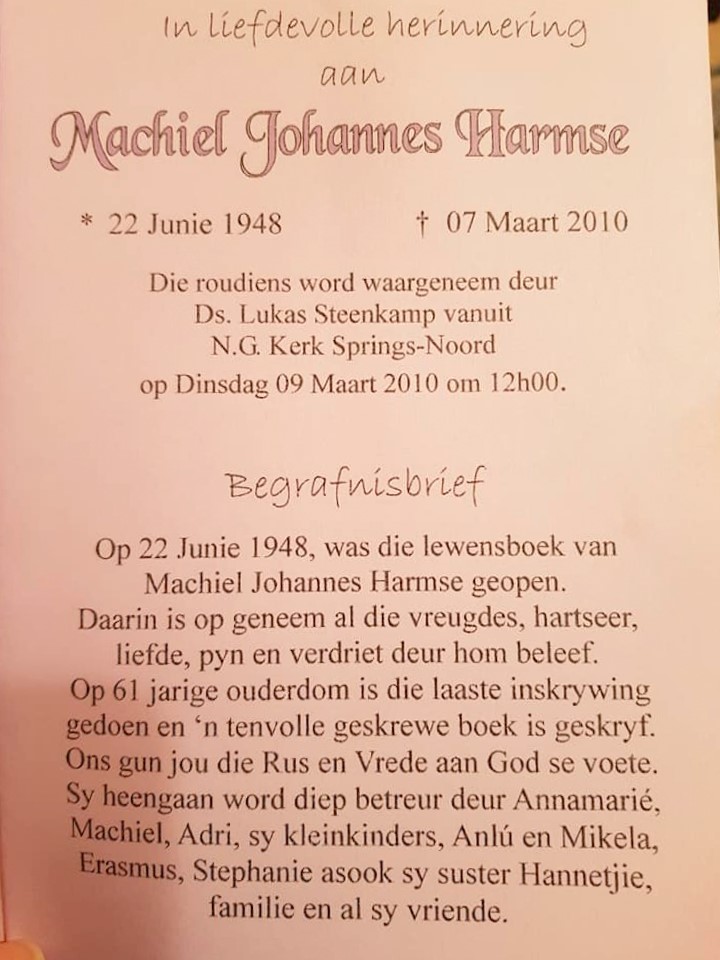 In liefdevolle herinnering
aan
Machiel Johannes Harmse
* 22 Junie 1948 † 07 Maart 2010
Die roudiens word waargeneem deur
Ds. Lukas Steenkamp vanuit
N.G. Kerk Springs-Noord
op Dinsdag 09 Maart 2010 om 12h00.
Begrafnisbrief
Op 22 Junie 1948, was die lewensboek van
Machiel Johannes Harmse geopen.
Daarin is op geneem al die vreugdes, hartseer,
liefde, pyn en verdriet deur hom beleef.
Op 61 jarige ouderdom is die laaste inskrywing
gedoen en ‘n tenvolle geskrewe boek is geskryf.
Ons gun jou die Rus en Vrede aan God se voete.
Sy heengaan word diep betreur deur Annamarié,
Machiel, Adri, sy kleinkinders, Anlú en Mikela,
Erasmus, Stephanie asook sy suster Hannetjie,
familie en al sy vriende.